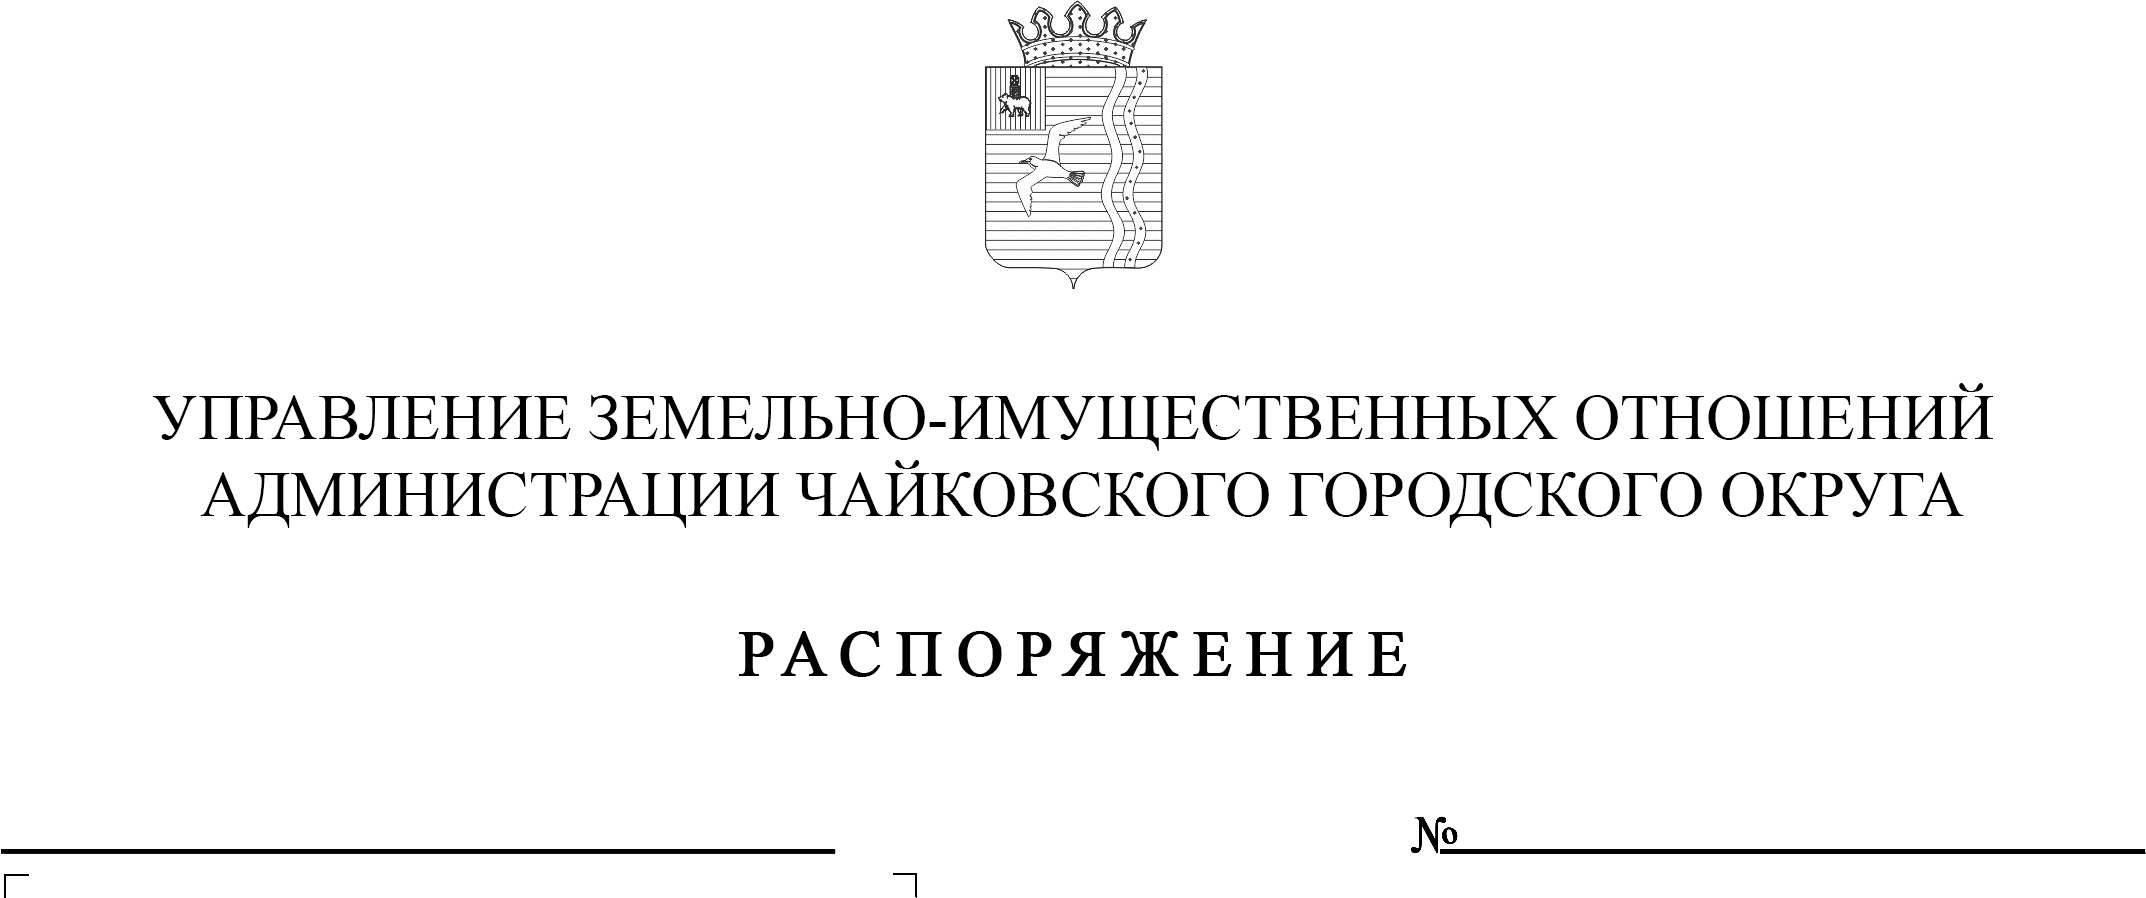 УПРАВЛЕНИЕ ЗЕМЕЛЬНО-ИМУЩЕСТВЕННЫХ ОТНОШЕНИЙ
АДМИНИСТРАЦИИ ЧАЙКОВСКОГО ГОРОДСКОГО ОКРУГА
РАСПОРЯЖЕНИЕ
№